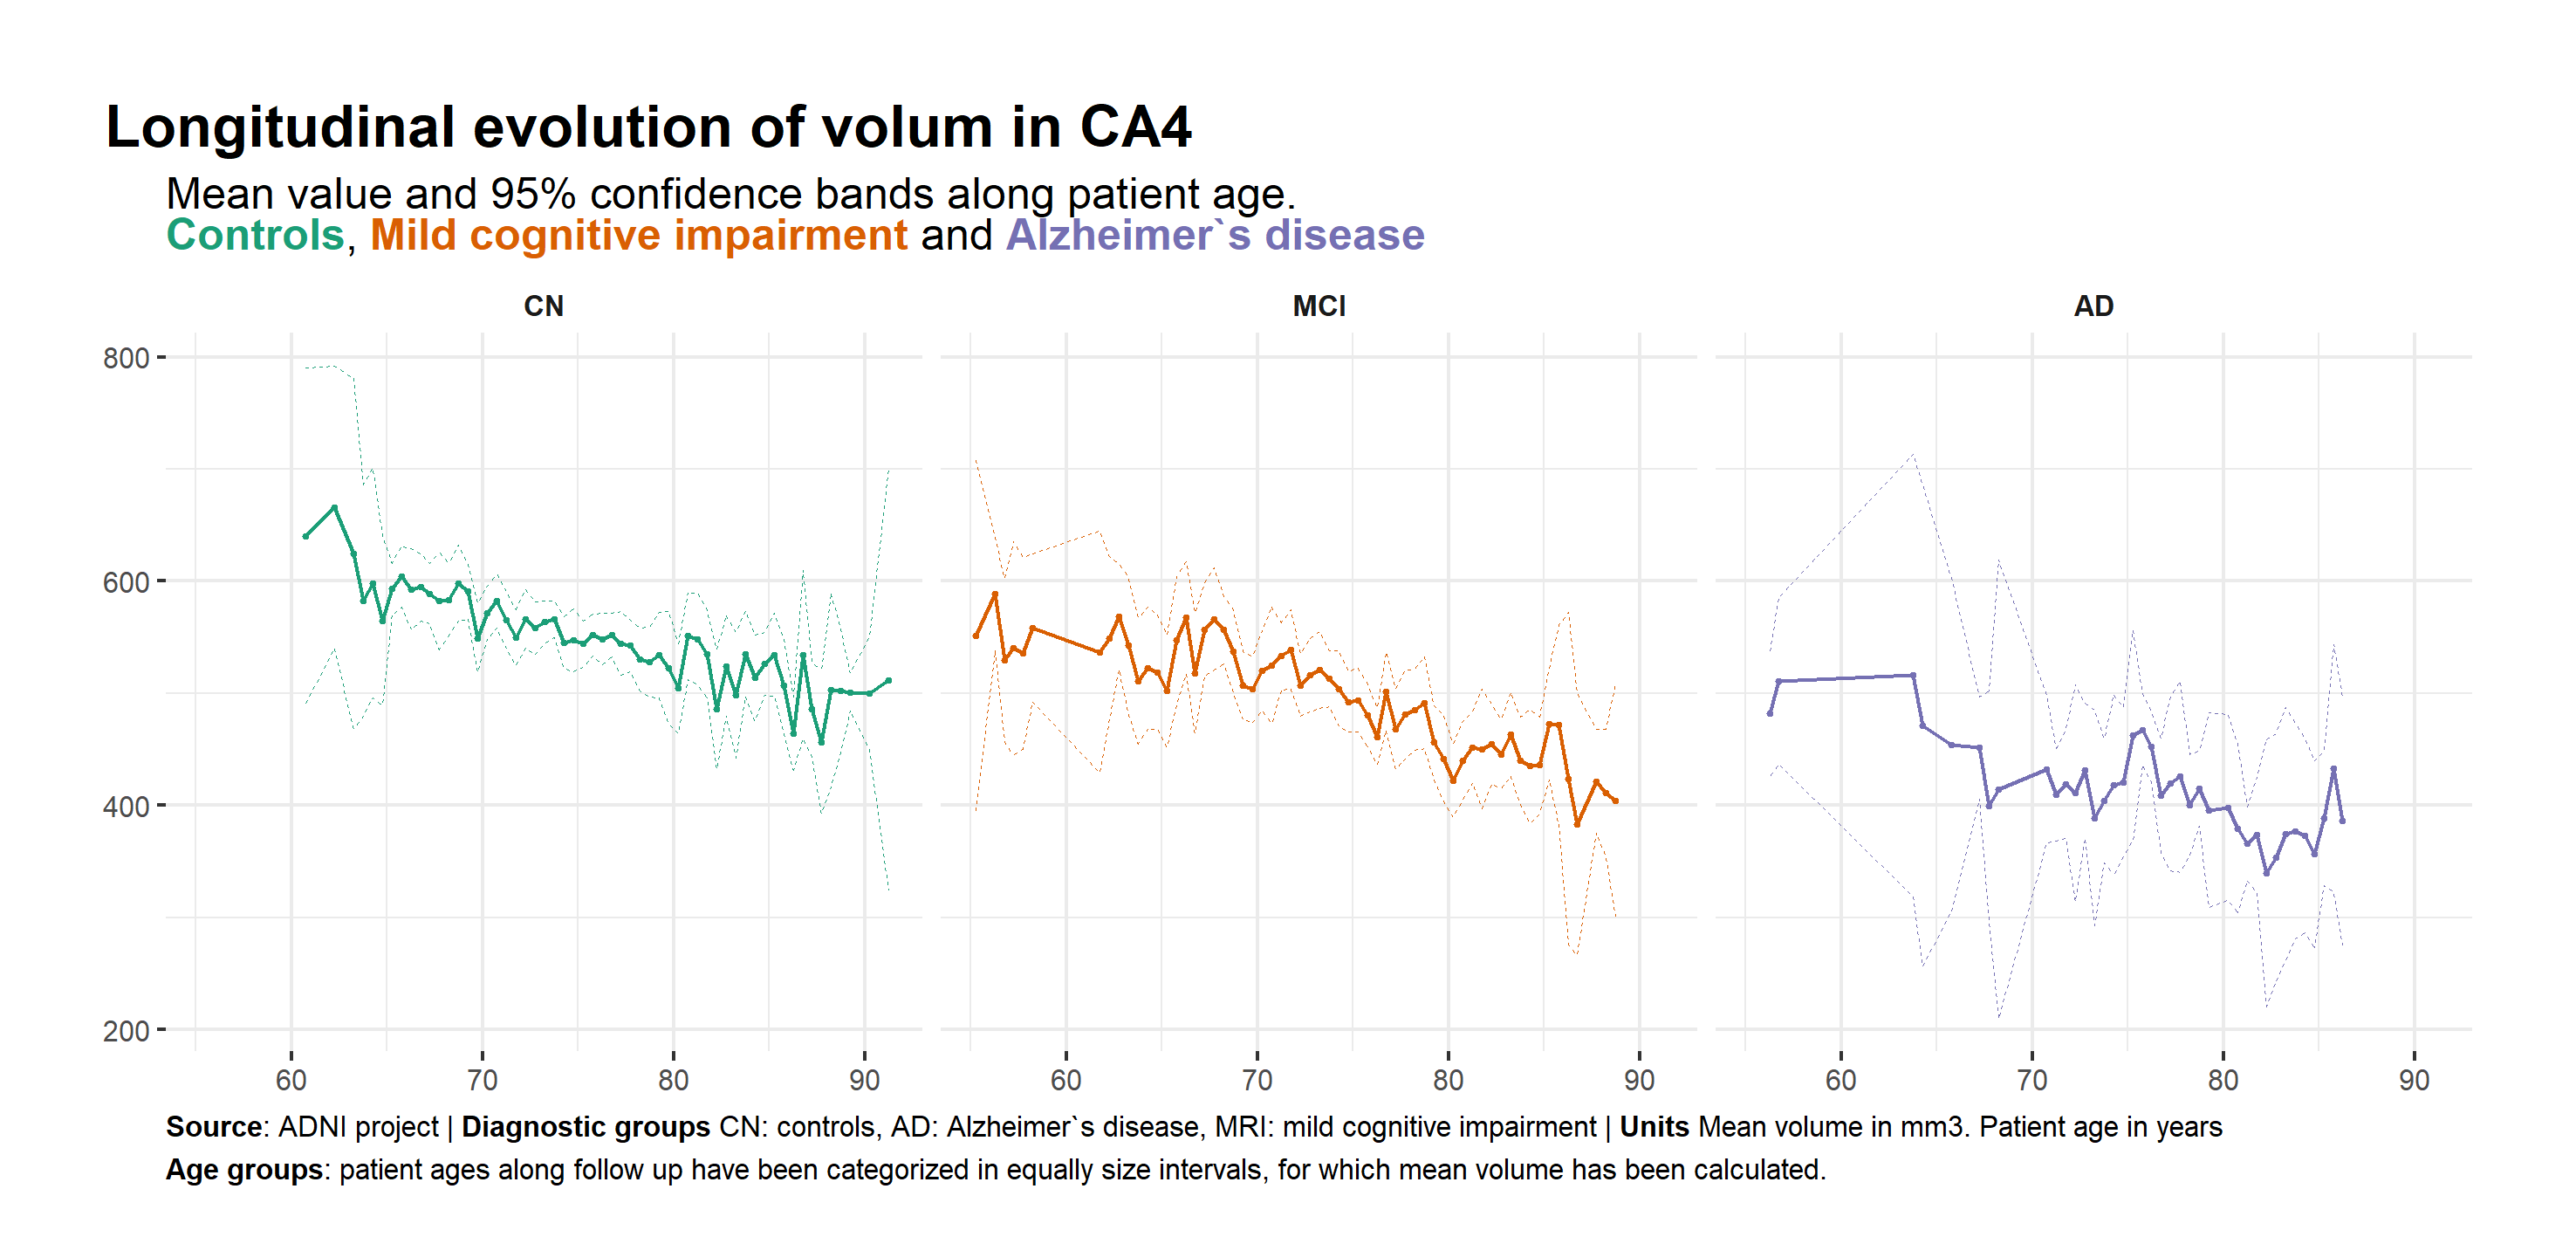 Longitudinal evolution of volum in CA4
Mean value and 95% confidence bands along patient age.
Controls, Mild cognitive impairment and Alzheimer`s disease
CN MCI AD
800
600
400
200
60 70 80 90 60 70 80 90 60 70 80 90
Source: ADNI project | Diagnostic groups CN: controls, AD: Alzheimer`s disease, MRI: mild cognitive impairment | Units Mean volume in mm3. Patient age in years
Age groups: patient ages along follow up have been categorized in equally size intervals, for which mean volume has been calculated.